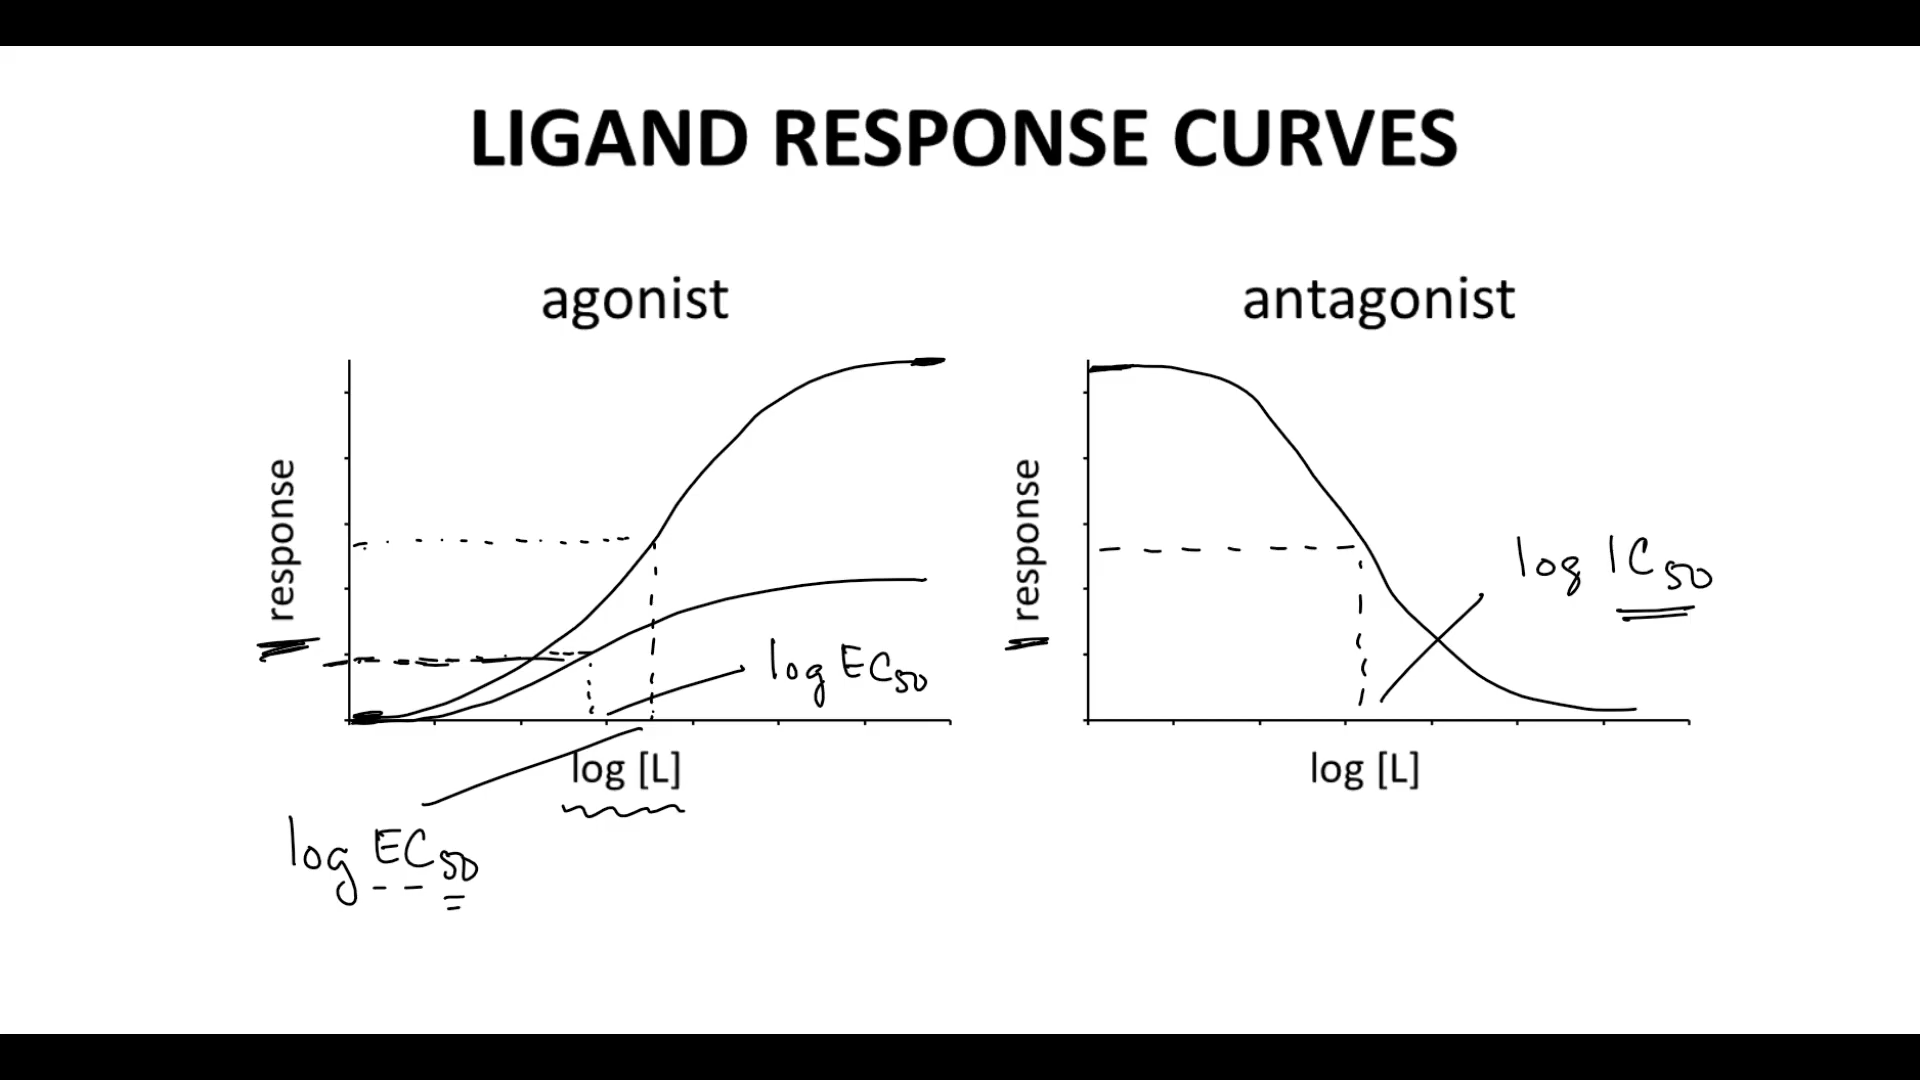 LIGAND RESPONSE CURVES
agonist
response
log [L]
log EC50
log EC50
antagonist
response
log [L]
log IC50